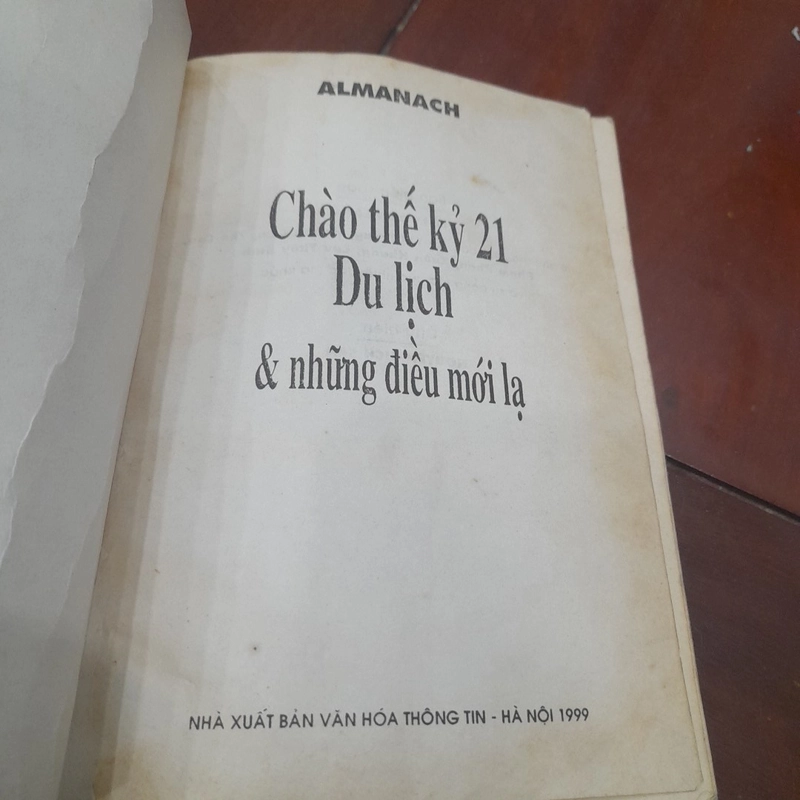 ALMANACH
Chào thế kỷ 21
Du lịch
& những điều mới lạ
NHÀ XUẤT BẢN VĂN HÓA THÔNG TIN - HÀ NỘI 1999